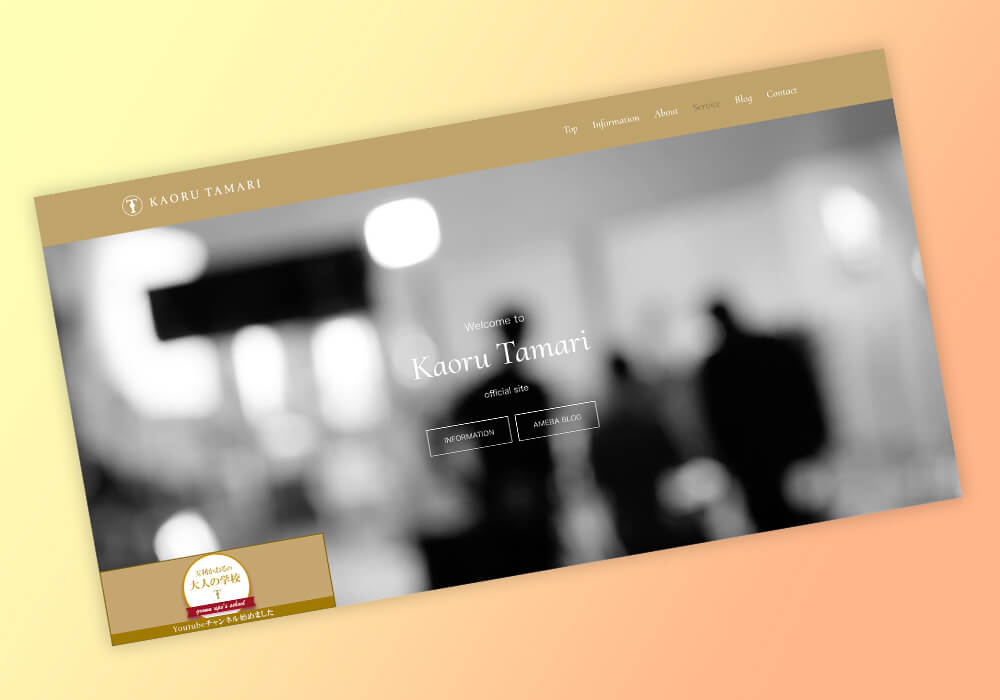 KAORU TAMARI
Top Information About Service Blog Contact
Welcome to
Kaoru Tamari
official site
INFORMATION AMEBA BLOG
玉利かおるの
大人の学校
grown ups's school
YouTubeチャンネル始めました